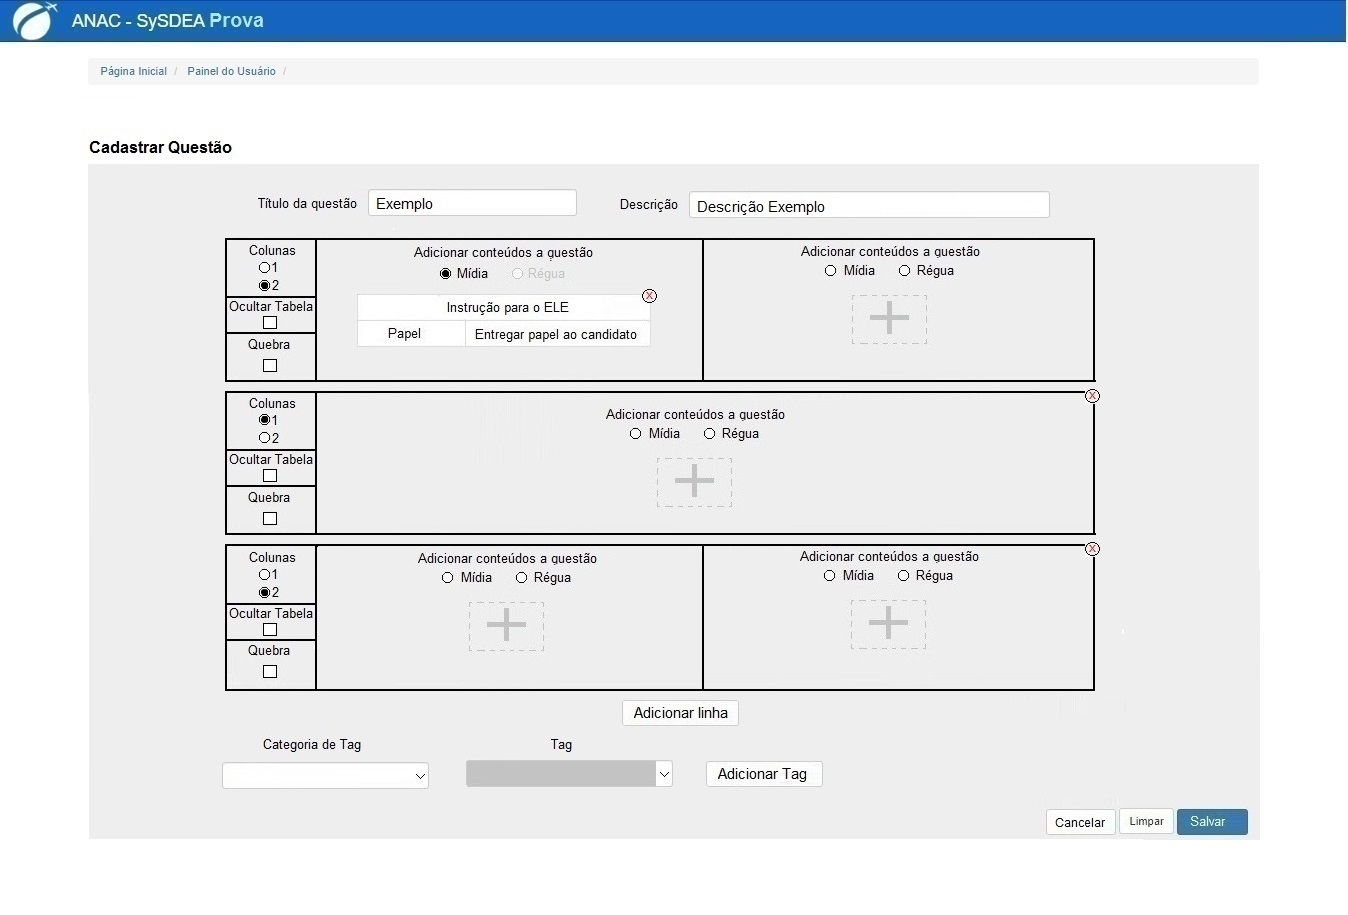 ANAC - SySDEA Prova
Página Inicial / Painel do Usuário /
Cadastrar Questão
Título da questão Exemplo Descrição Descrição Exemplo
Colunas
1
2
Ocultar Tabela
Quebra
Adicionar conteúdos a questão
Mídia Régua
Instrução para o ELE
X
Papel Entregar papel ao candidato
Adicionar conteúdos a questão
Mídia Régua
Colunas
1
2
Ocultar Tabela
Quebra
Adicionar conteúdos a questão
Mídia Régua
X
Colunas
1
2
Ocultar Tabela
Quebra
Adicionar conteúdos a questão
Mídia Régua
Adicionar conteúdos a questão
Mídia Régua
X
Adicionar linha
Categoria de Tag Tag
Adicionar Tag
Cancelar Limpar Salvar